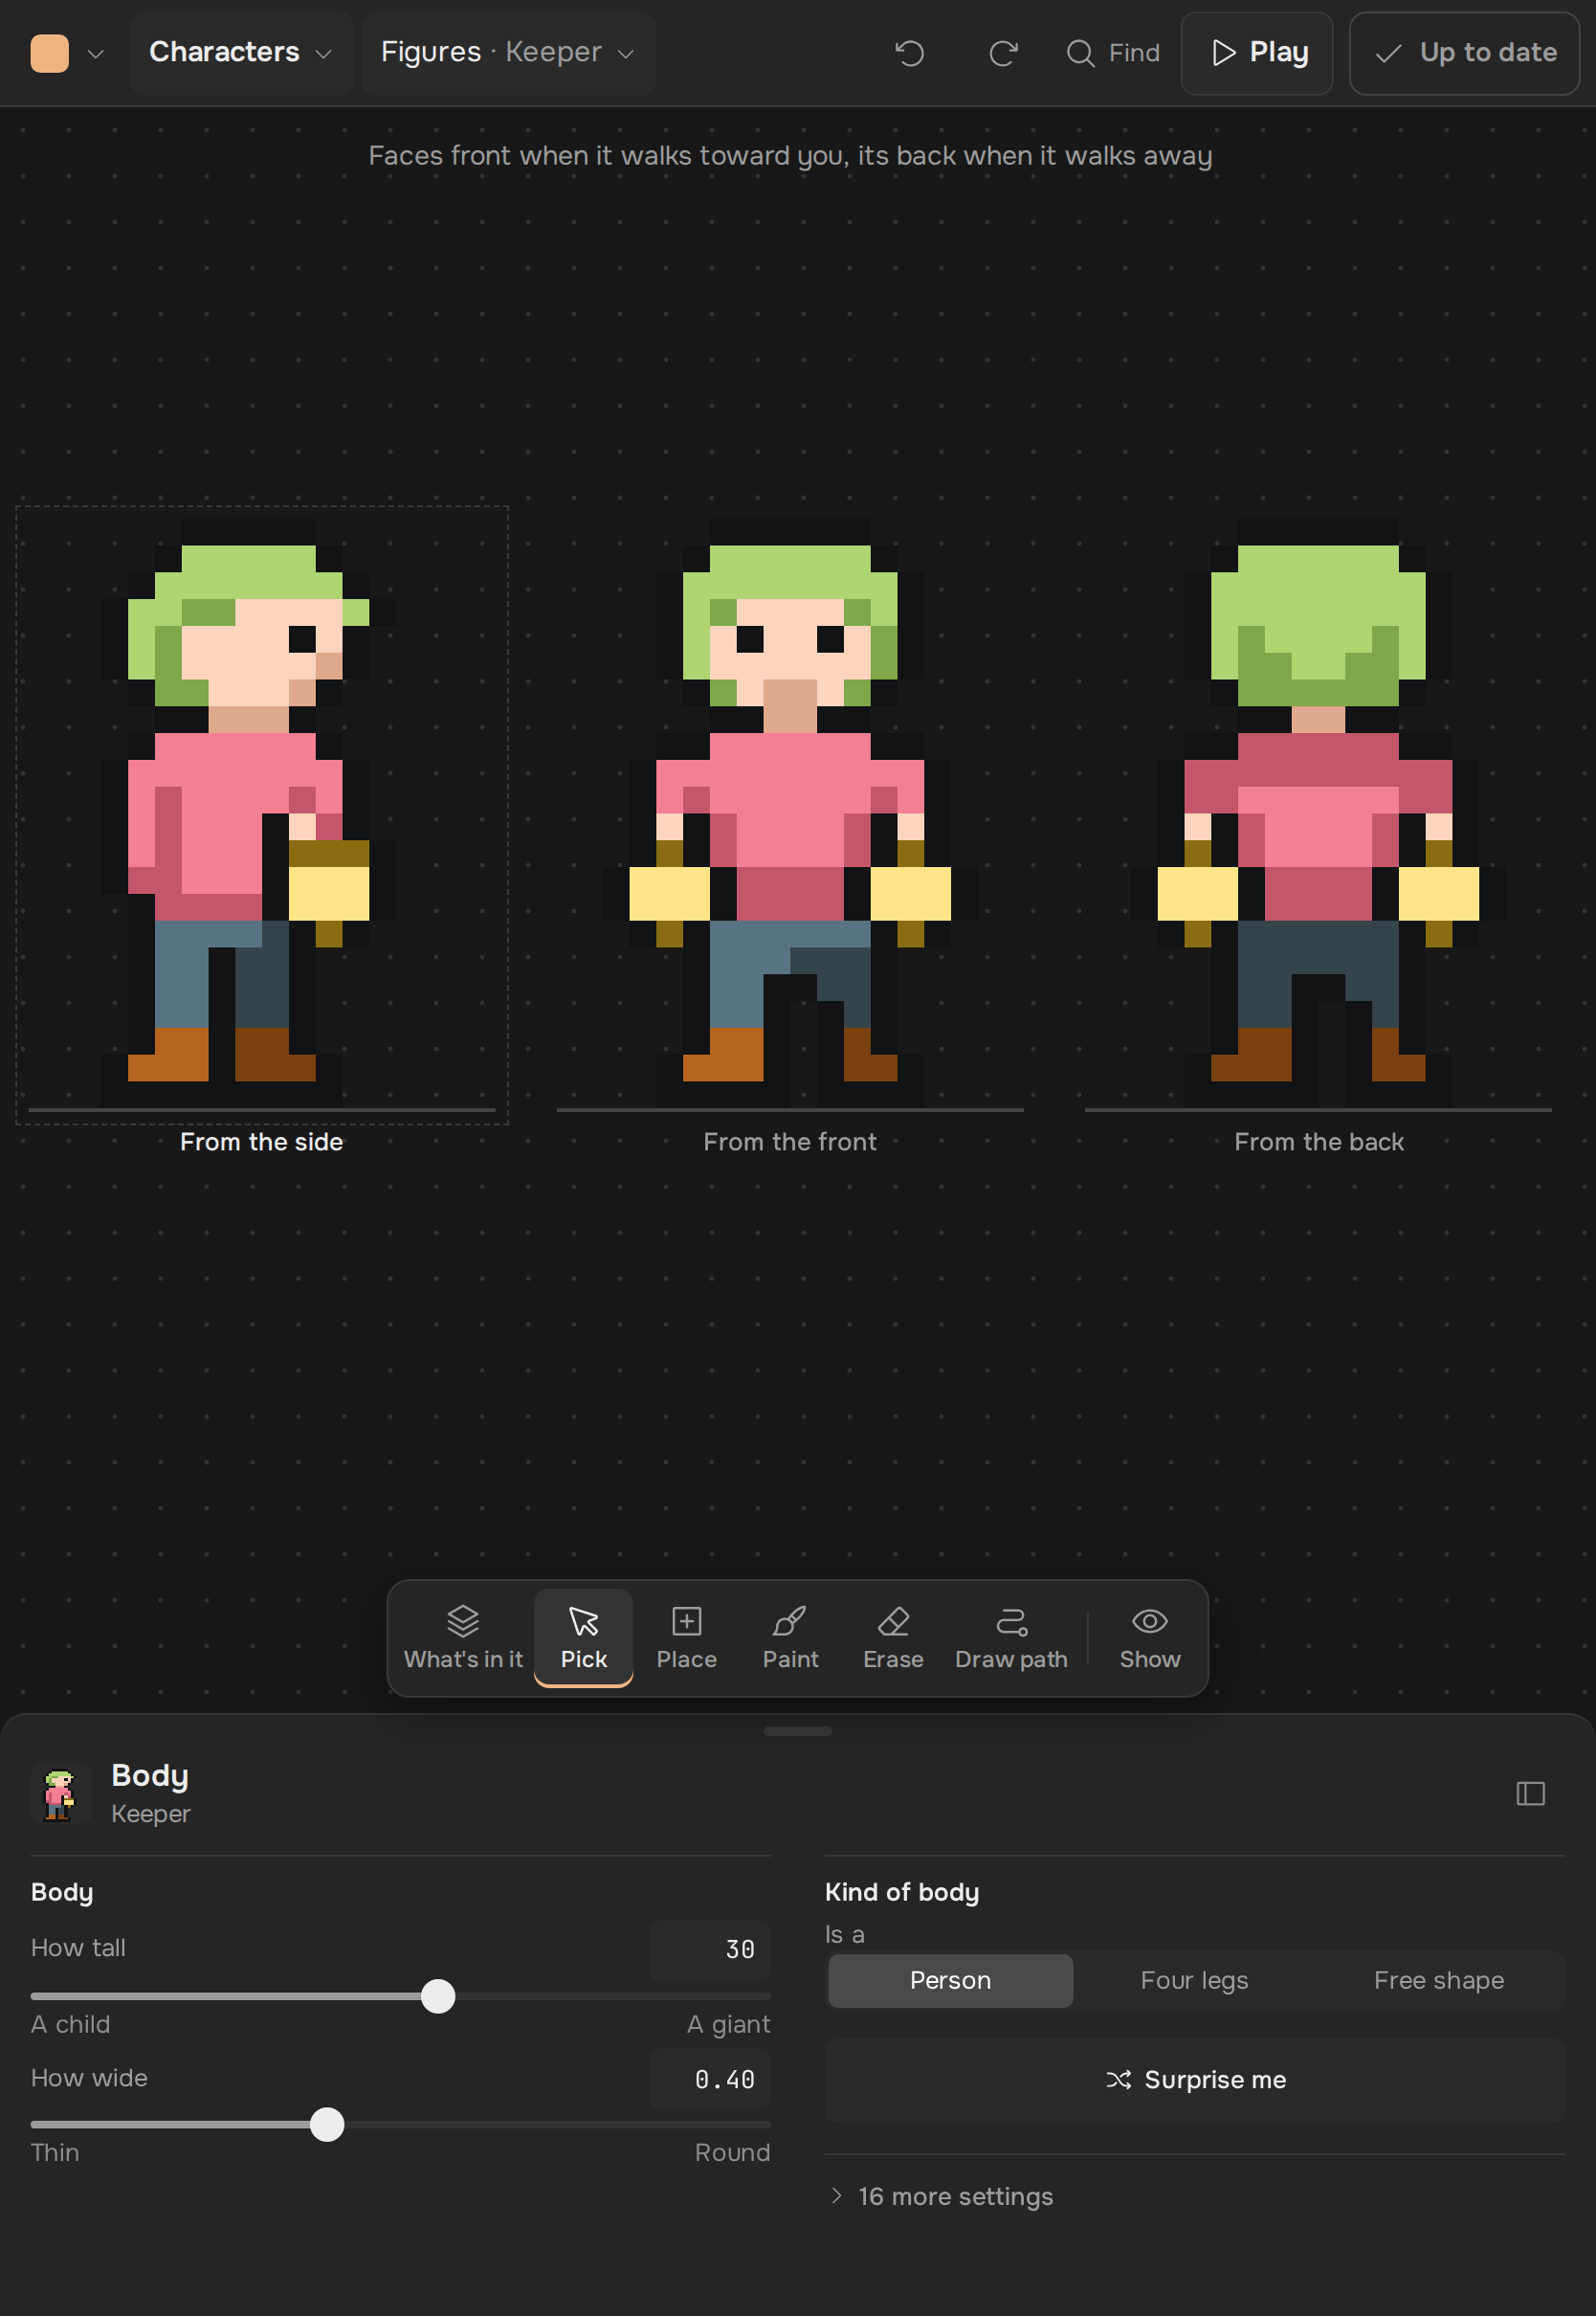 Characters
Figures · Keeper
Find
Play
Up to date
Faces front when it walks toward you, its back when it walks away
From the side
From the front
From the back
What's in it
Pick
Place
Paint
Erase
Draw path
Show
Body
Keeper
Body
How tall
30
A child
A giant
How wide
0.40
Thin
Round
Kind of body
Is a
Person
Four legs
Free shape
Surprise me
16 more settings